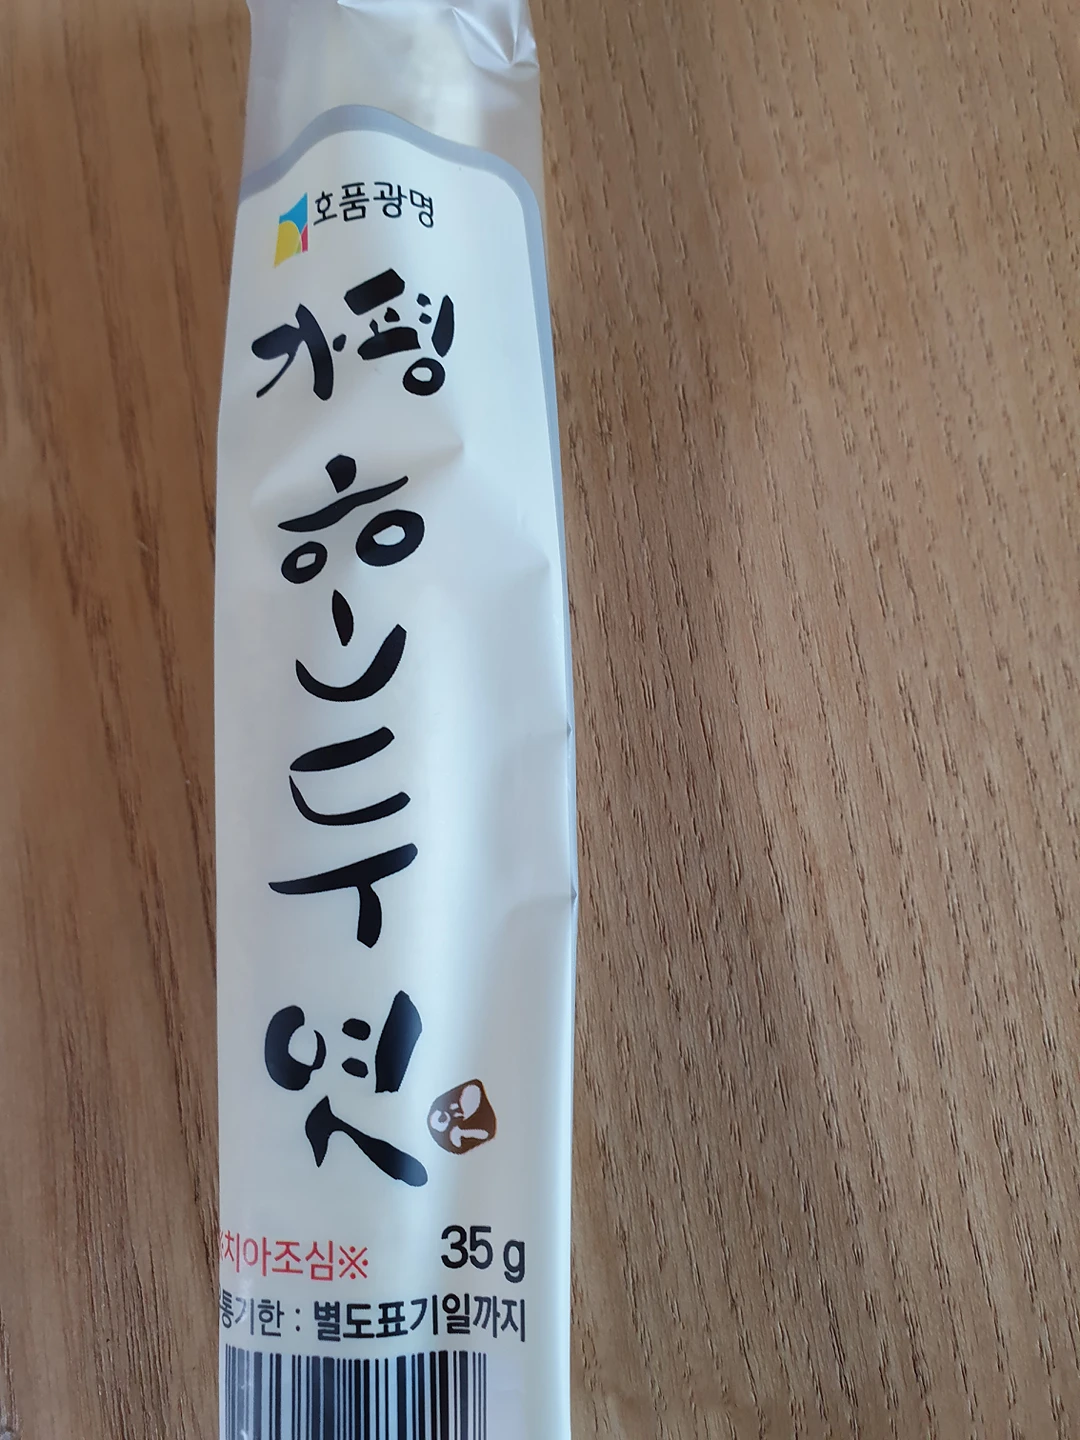 호품광명
가평
호두
엿
※치아조심※
35g
통기한 : 별도표기일까지